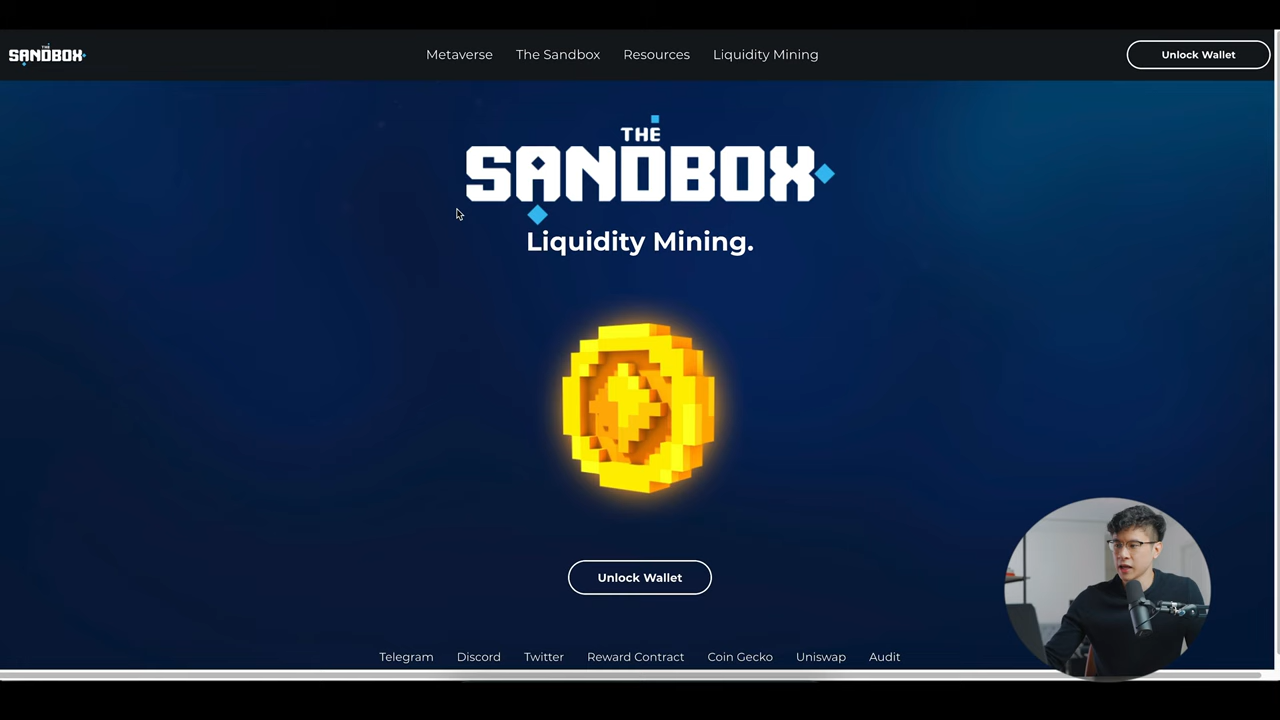 THE
SANDBOX
Metaverse
The Sandbox
Resources
Liquidity Mining
Unlock Wallet
THE
SANDBOX
Liquidity Mining.
Unlock Wallet
Telegram
Discord
Twitter
Reward Contract
Coin Gecko
Uniswap
Audit